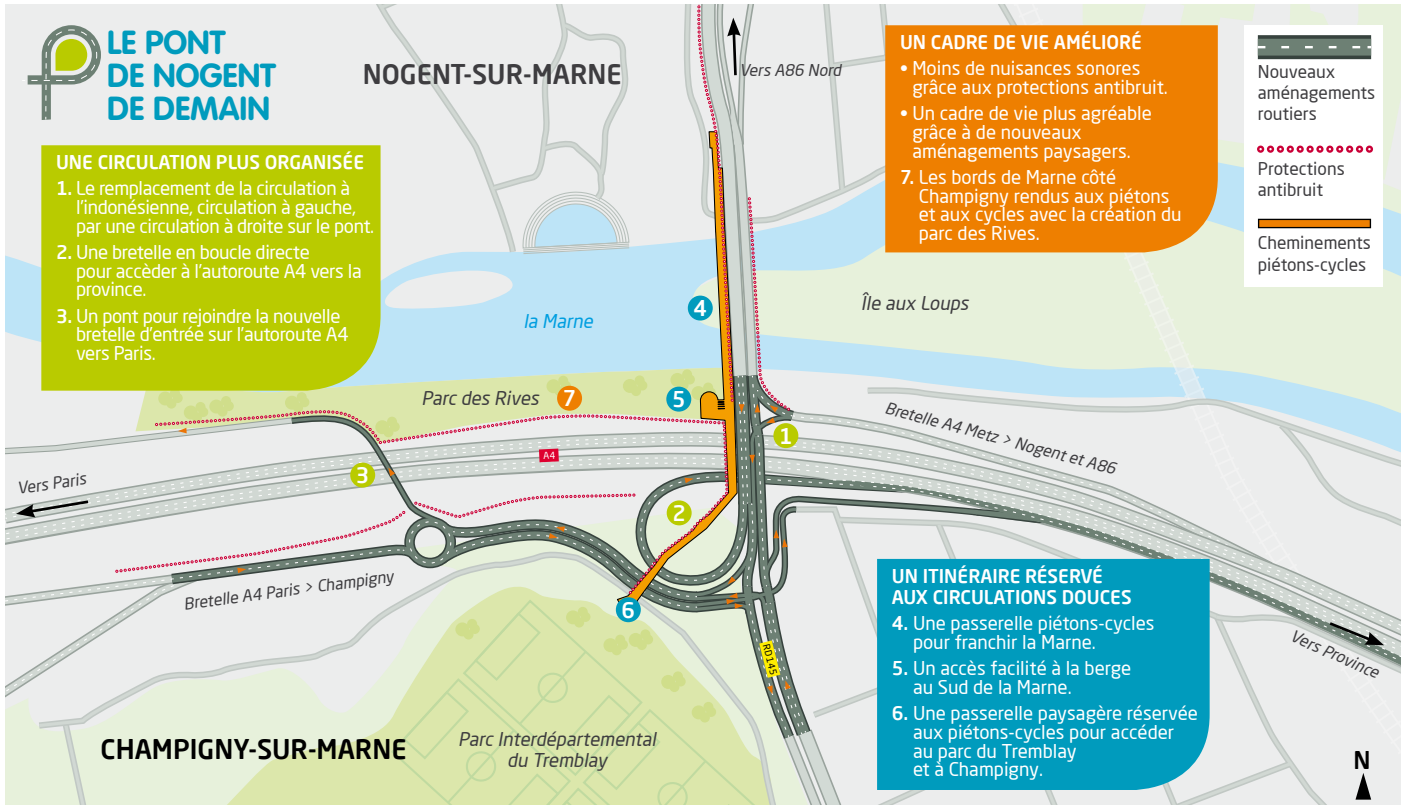 LE PONT
DE NOGENT
DE DEMAIN
NOGENT-SUR-MARNE
Vers A86 Nord
UNE CIRCULATION PLUS ORGANISÉE
1. Le remplacement de la circulation à
l'indonésienne, circulation à gauche,
par une circulation à droite sur le pont.
2. Une bretelle en boucle directe
pour accèder à l'autoroute A4 vers la
province.
3. Un pont pour rejoindre la nouvelle
bretelle d'entrée sur l'autoroute A4
vers Paris.
UN CADRE DE VIE AMÉLIORÉ
• Moins de nuisances sonores
grâce aux protections antibruit.
• Un cadre de vie plus agréable
grâce à de nouveaux
aménagements paysagers.
7. Les bords de Marne côté
Champigny rendus aux piétons
et aux cycles avec la création du
parc des Rives.
Nouveaux
aménagements
routiers
Protections
antibruit
Cheminements
piétons-cycles
4
Île aux Loups
la Marne
Parc des Rives
7
5
1
Bretelle A4 Metz > Nogent et A86
A4
3
Vers Paris
2
Bretelle A4 Paris > Champigny
6
RD145
Vers Province
UN ITINÉRAIRE RÉSERVÉ
AUX CIRCULATIONS DOUCES
4. Une passerelle piétons-cycles
pour franchir la Marne.
5. Un accès facilité à la berge
au Sud de la Marne.
6. Une passerelle paysagère réservée
aux piétons-cycles pour accéder
au parc du Tremblay
et à Champigny.
CHAMPIGNY-SUR-MARNE
Parc Interdépartemental
du Tremblay
N